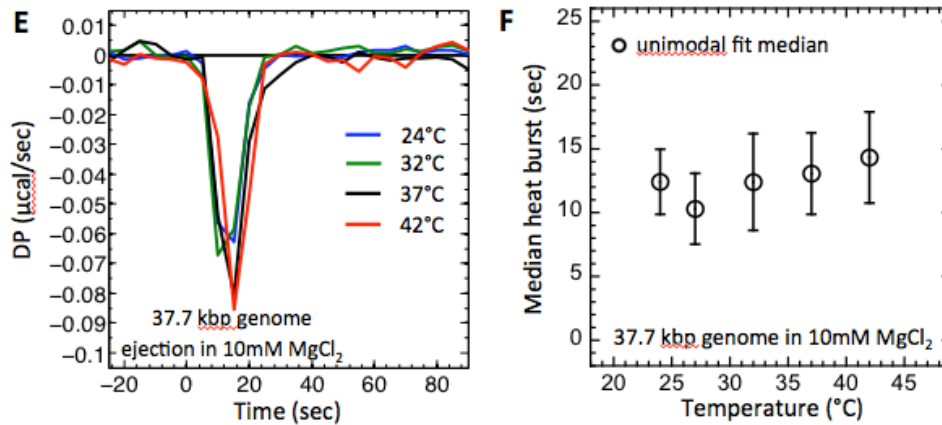 E
0.01
0
−0.01
−0.02
−0.03
−0.04
−0.05
−0.06
−0.07
−0.08
−0.09
−0.1
DP (μcal/sec)
24°C
32°C
37°C
42°C
37.7 kbp genome
ejection in 10mM MgCl₂
−20 0 20 40 60 80
Time (sec)
F
25
20
15
10
5
0
Median heat burst (sec)
unimodal fit median
37.7 kbp genome in 10mM MgCl₂
20 25 30 35 40 45
Temperature (°C)